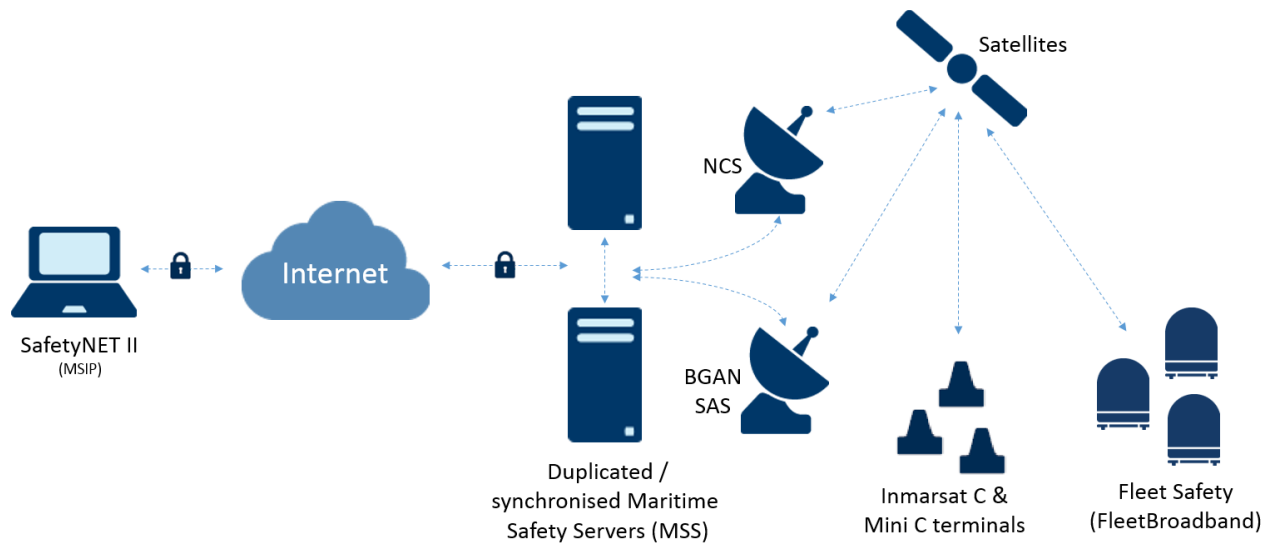 Satellites
NCS
Internet
SafetyNET II
(MSIP)
BGAN
SAS
Duplicated /
synchronised Maritime
Safety Servers (MSS)
Inmarsat C &
Mini C terminals
Fleet Safety
(FleetBroadband)